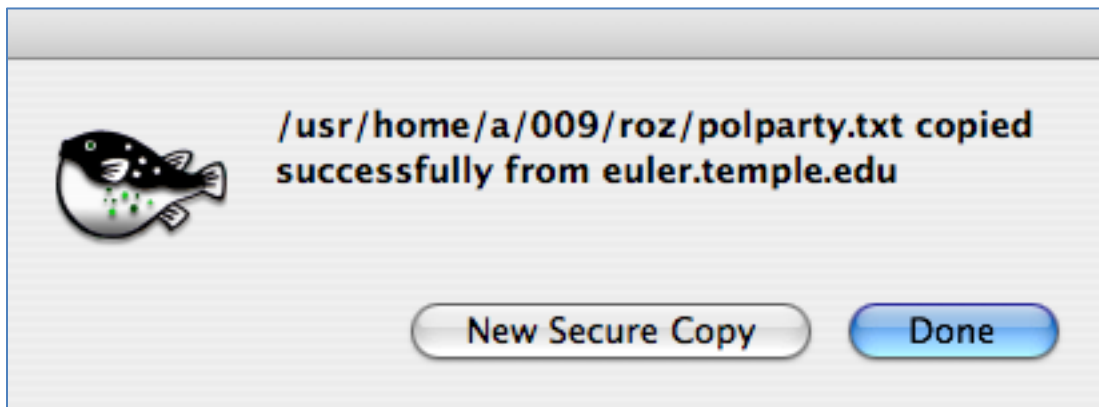 /usr/home/a/009/roz/polparty.txt copied
successfully from euler.temple.edu
New Secure Copy
Done